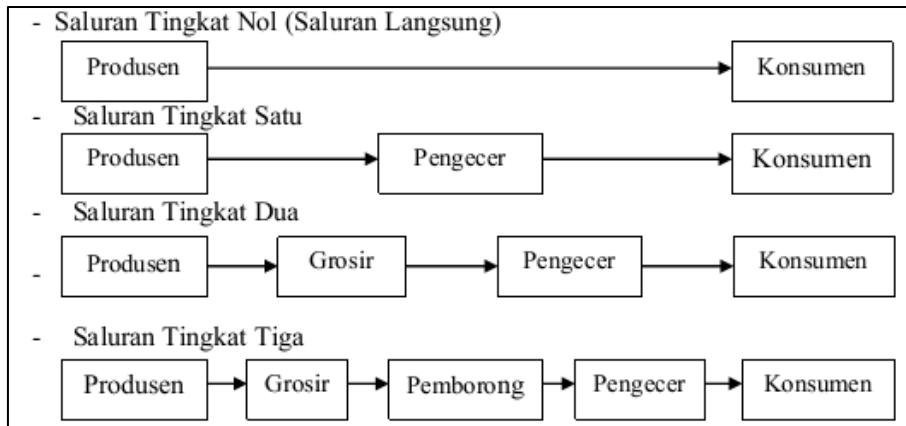 - Saluran Tingkat Nol (Saluran Langsung)
Produsen Konsumen
- Saluran Tingkat Satu
Produsen Pengecer Konsumen
- Saluran Tingkat Dua
- Produsen Grosir Pengecer Konsumen
- Saluran Tingkat Tiga
Produsen Grosir Pemborong Pengecer Konsumen